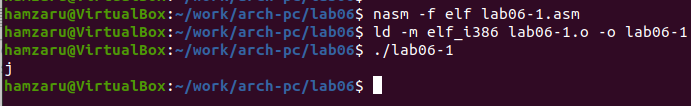 hamzaru@VirtualBox:~/work/arch-pc/lab06$ nasm -f elf lab06-1.asm
hamzaru@VirtualBox:~/work/arch-pc/lab06$ ld -m elf_i386 lab06-1.o -o lab06-1
hamzaru@VirtualBox:~/work/arch-pc/lab06$ ./lab06-1
j
hamzaru@VirtualBox:~/work/arch-pc/lab06$